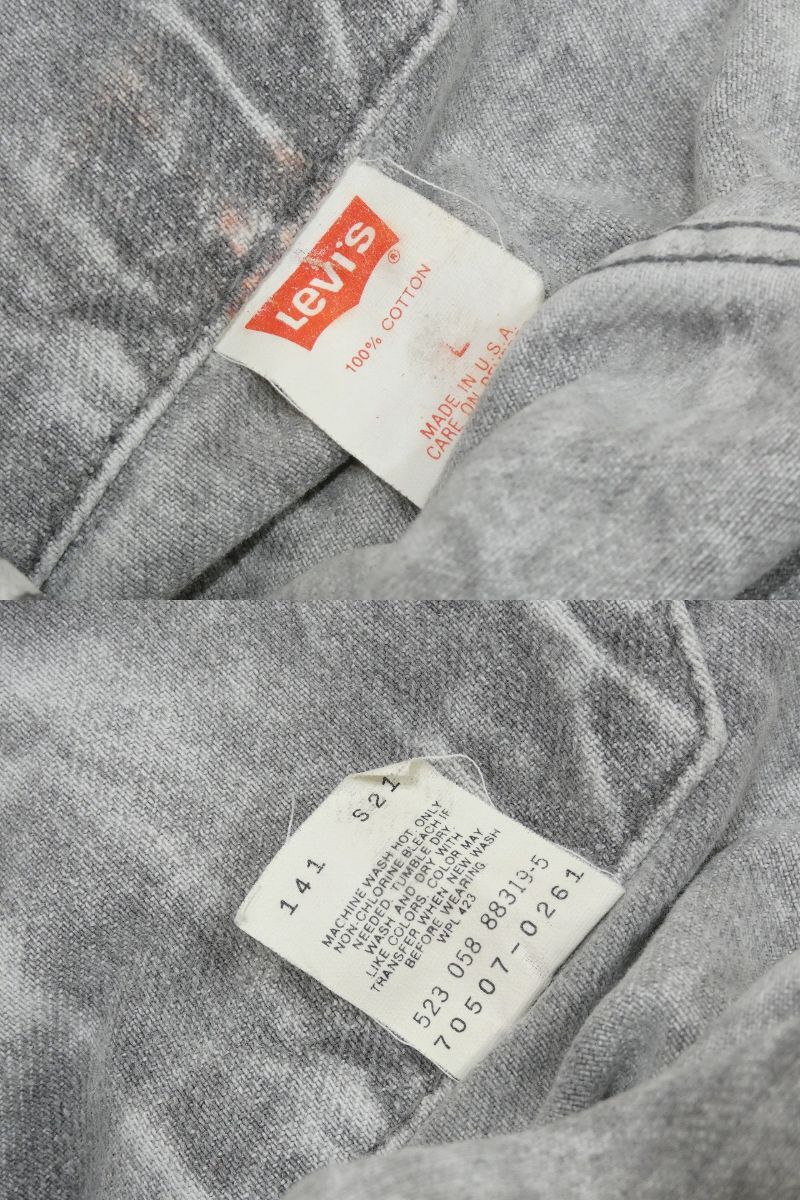 Levi's®
100% COTTON
L
MADE IN U.S.A.
CARE ON
141 S21
MACHINE WASH HOT. ONLY
NON-CHLORINE BLEACH IF
NEEDED. TUMBLE DRY.
WASH AND DRY WITH
LIKE COLORS. COLOR MAY
TRANSFER WHEN NEW WASH
BEFORE WEARING
WPL 423
523 058 88319-5
70507-0261